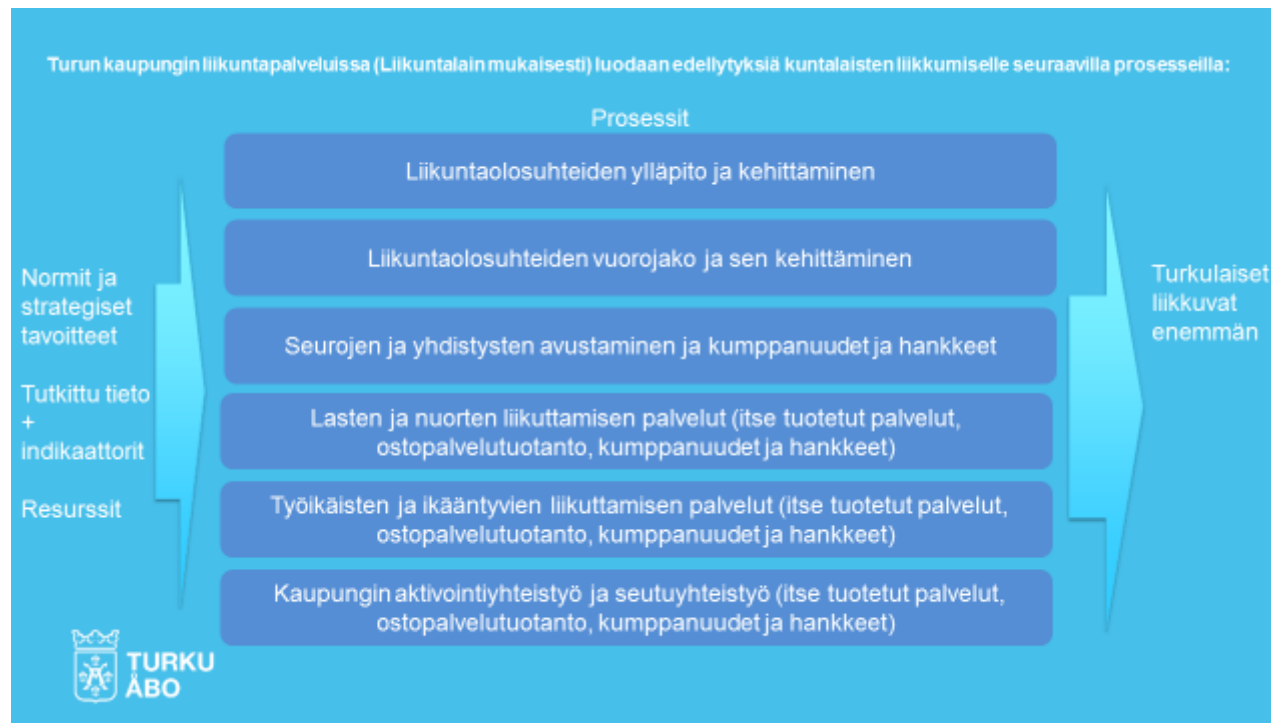 Turun kaupungin liikuntapalveluissa (Liikuntalain mukaisesti) luodaan edellytyksiä kuntalaisten liikkumiselle seuraavilla prosesseilla:
Prosessit
Normit ja
strategiset
tavoitteet
Tutkittu tieto
+
indikaattorit
Resurssit
Liikuntaolosuhteiden ylläpito ja kehittäminen
Liikuntaolosuhteiden vuorojako ja sen kehittäminen
Seurojen ja yhdistysten avustaminen ja kumppanuudet ja hankkeet
Lasten ja nuorten liikuttamisen palvelut (itse tuotetut palvelut,
ostopalvelutuotanto, kumppanuudet ja hankkeet)
Työikäisten ja ikääntyvien liikuttamisen palvelut (itse tuotetut palvelut,
ostopalvelutuotanto, kumppanuudet ja hankkeet)
Kaupungin aktivointiyhteistyö ja seutuyhteistyö (itse tuotetut palvelut,
ostopalvelutuotanto, kumppanuudet ja hankkeet)
Turkulaiset
liikkuvat
enemmän
TURKU
ÅBO